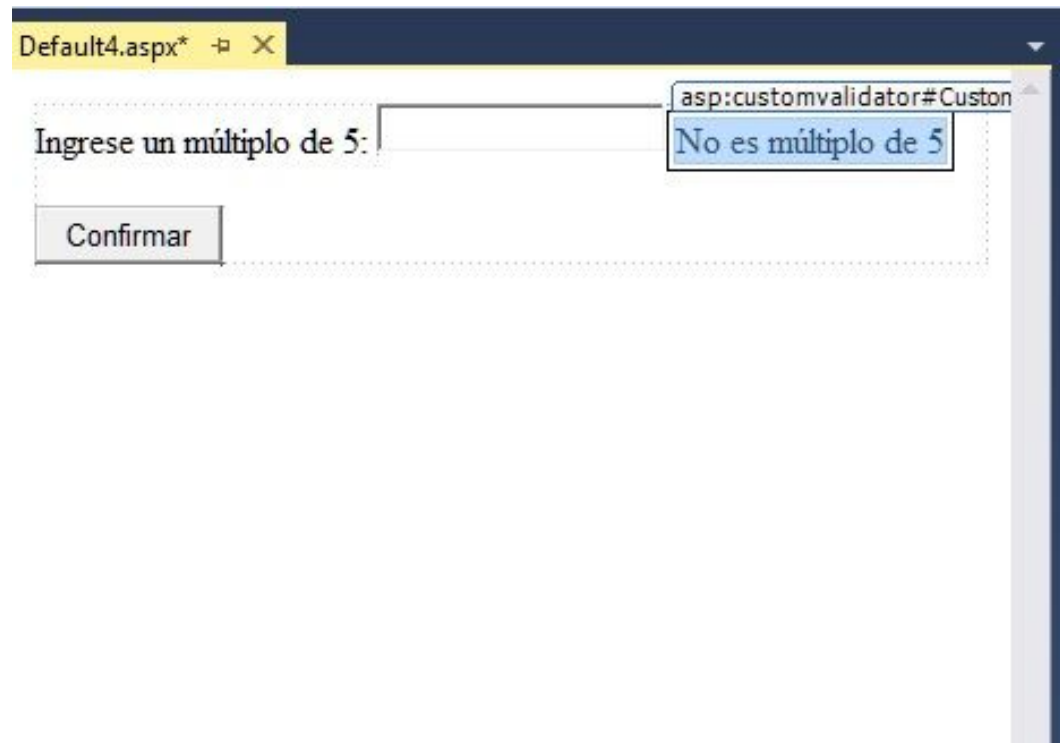 Default4.aspx*
asp:customvalidator#Custon
Ingrese un múltiplo de 5:
No es múltiplo de 5
Confirmar